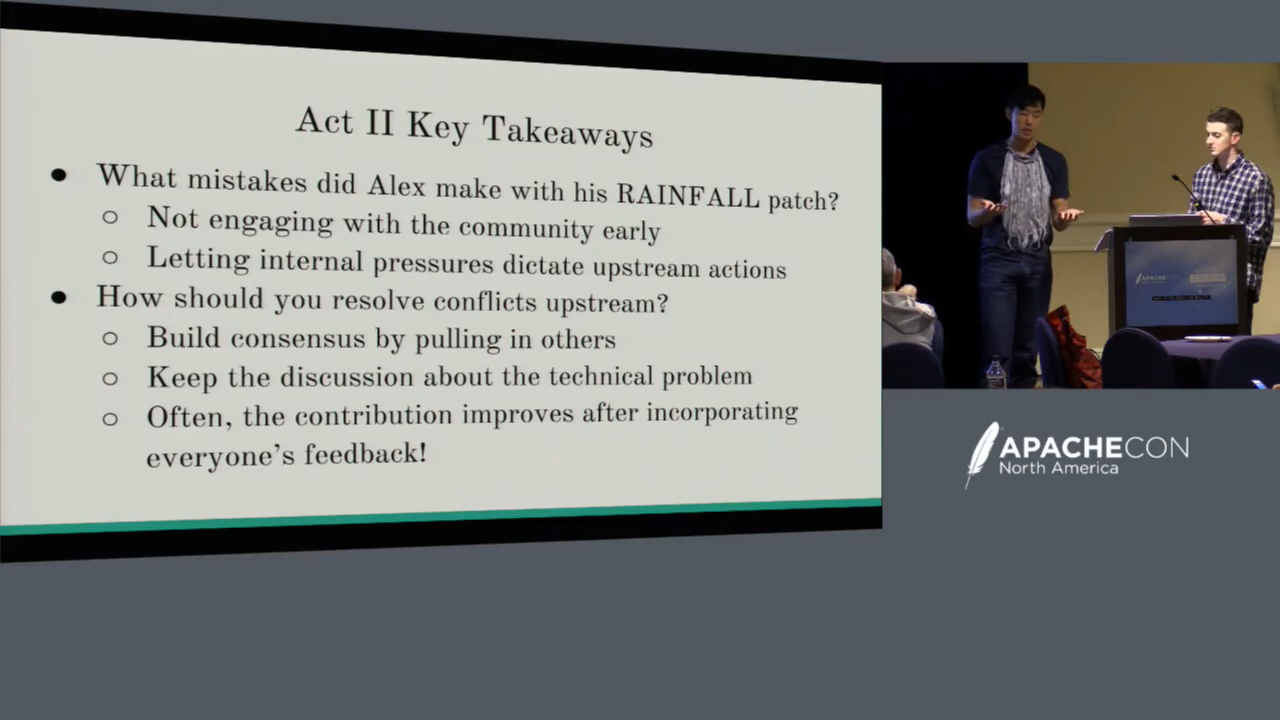 Act II Key Takeaways
● What mistakes did Alex make with his RAINFALL patch?
○ Not engaging with the community early
○ Letting internal pressures dictate upstream actions
● How should you resolve conflicts upstream?
○ Build consensus by pulling in others
○ Keep the discussion about the technical problem
○ Often, the contribution improves after incorporating
everyone's feedback!
APACHECON
North America